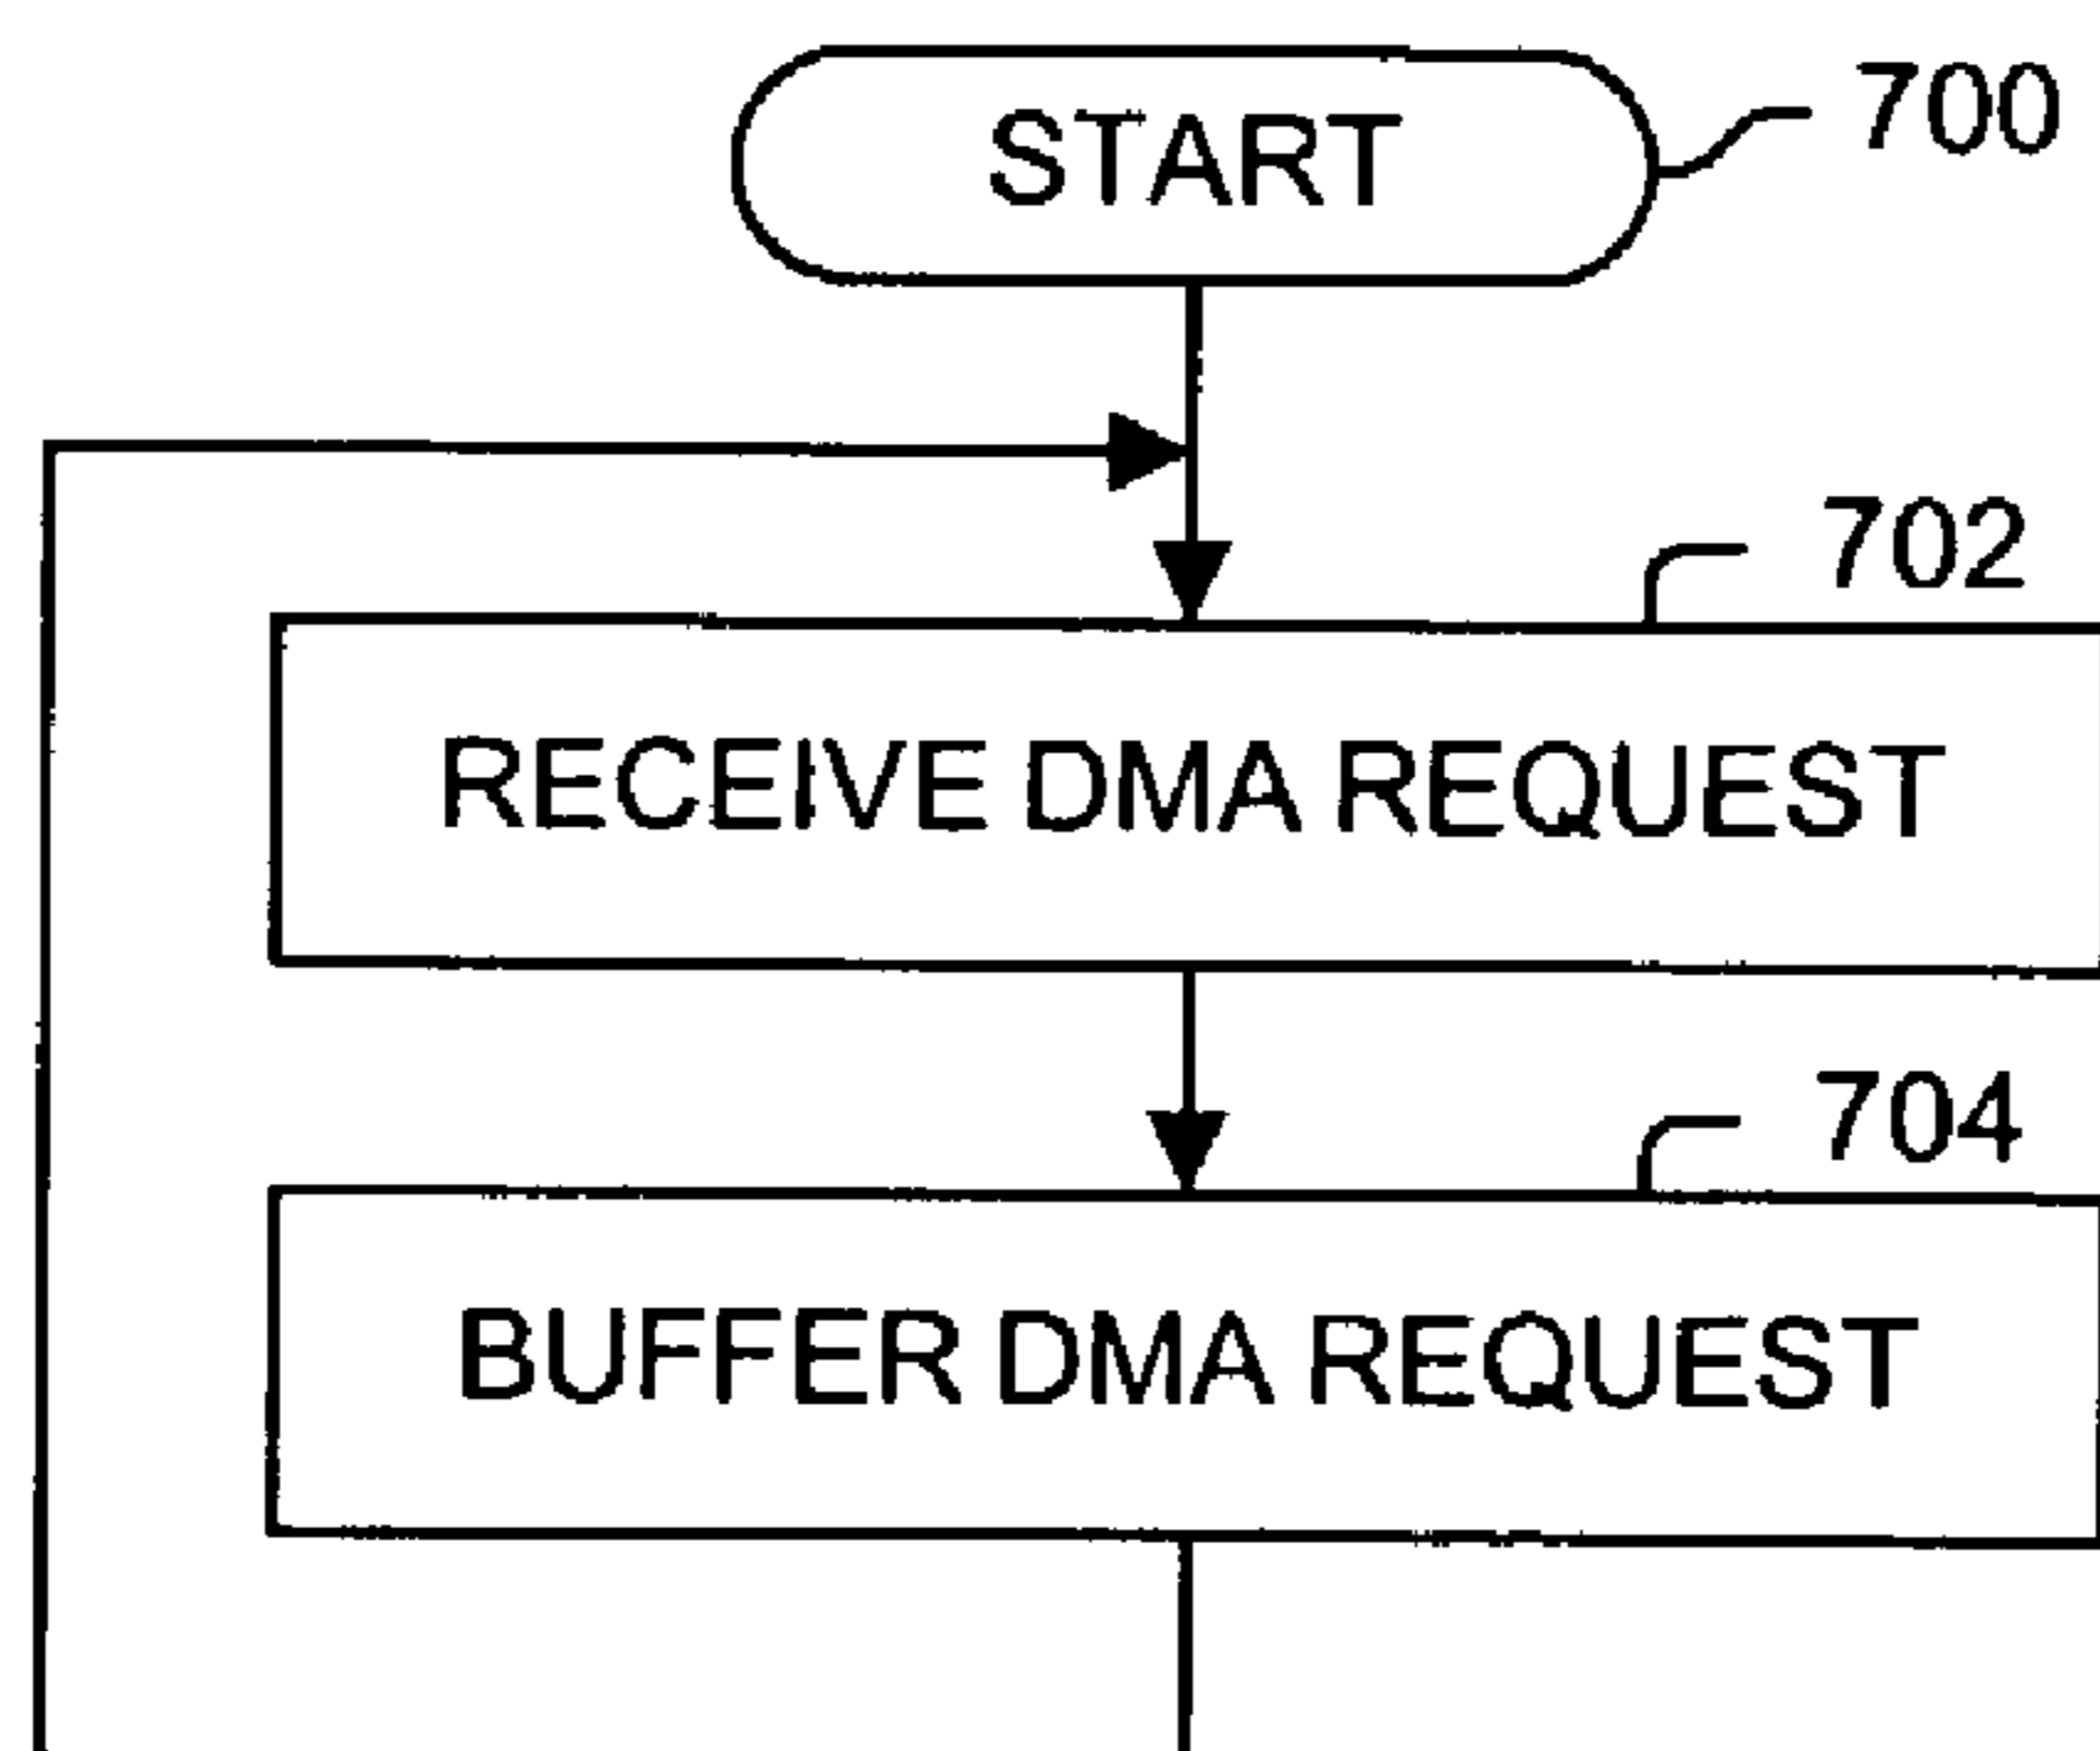 START
700
702
RECEIVE DMA REQUEST
704
BUFFER DMA REQUEST